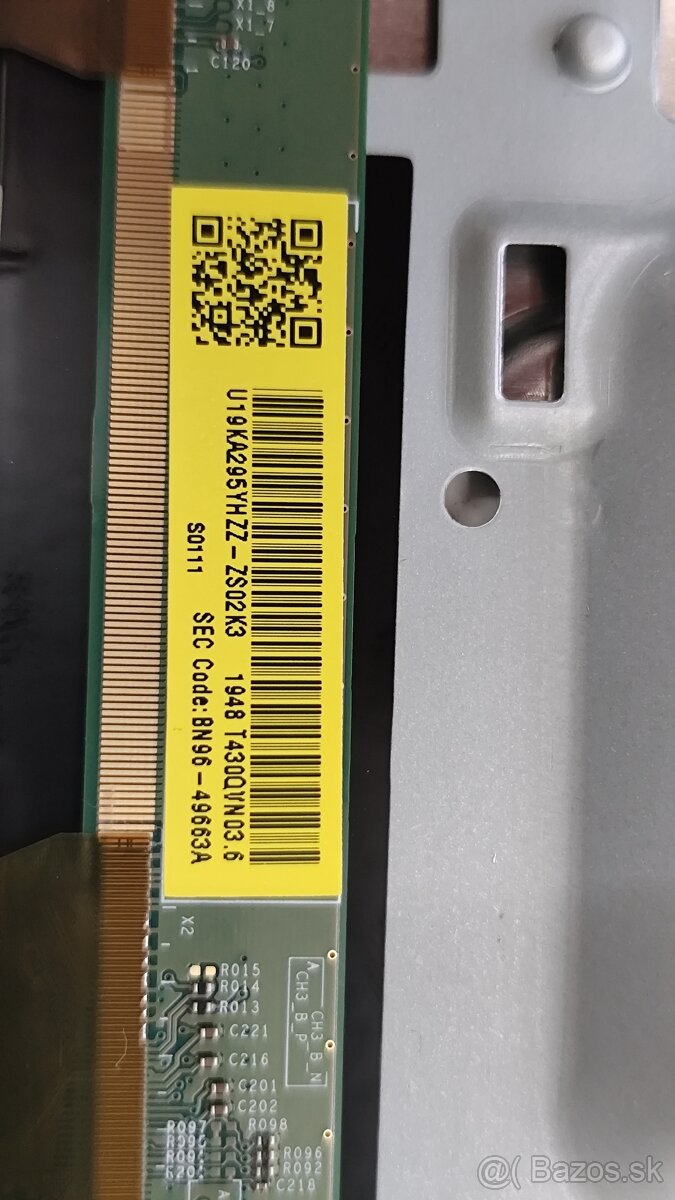 X1_8
X1_7
C120
U19KA295YHZZ-ZS02K3 1948 T430QVN03.6
S0111 SEC Code:BN96-49663A
X2
R015
R014
R013
C221
C216
C201
C202
A
CH3_B_P
CH3_B_N
R097
R098
R096
R092
C218
A
@( Bazos.sk